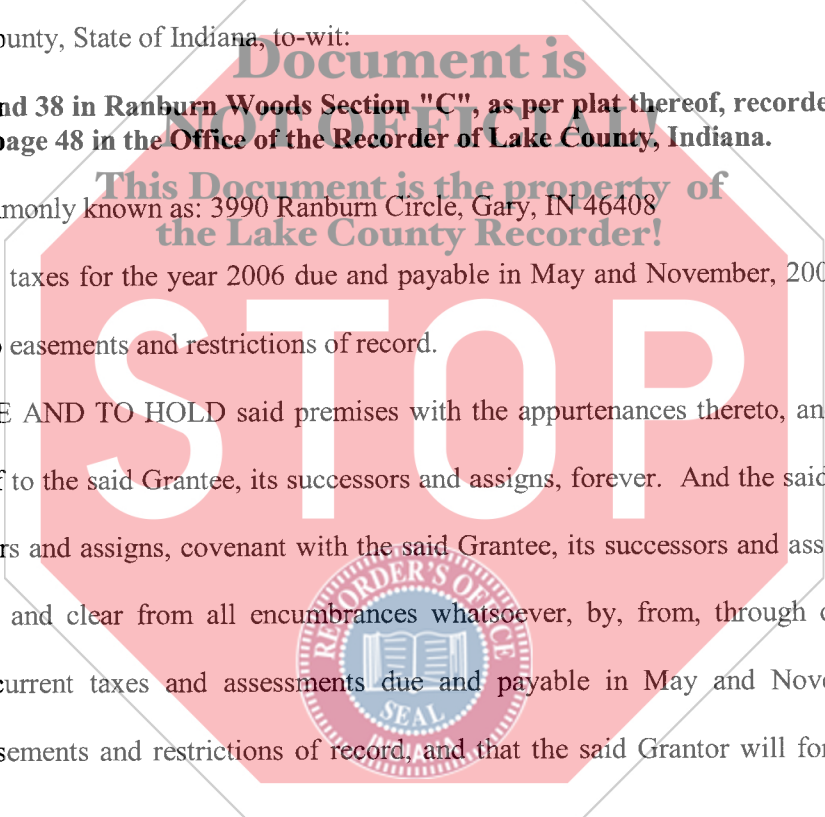 ounty, State of Indiana, to-wit:
Document is
nd 38 in Ranburn Woods Section "C", as per plat thereof, recorde
NOT OFFICIAL!
page 48 in the Office of the Recorder of Lake County, Indiana.
This Document is the property of
monly known as: 3990 Ranburn Circle, Gary, IN 46408
the Lake County Recorder!
taxes for the year 2006 due and payable in May and November, 200
STOP
easements and restrictions of record.
E AND TO HOLD said premises with the appurtenances thereto, an
f to the said Grantee, its successors and assigns, forever. And the said
rs and assigns, covenant with the said Grantee, its successors and ass
RECORDER'S OFFICE
and clear from all encumbrances whatsoever, by, from, through
current taxes and assessments due and payable in May and Nove
SEAL
INDIANA
sements and restrictions of record, and that the said Grantor will for